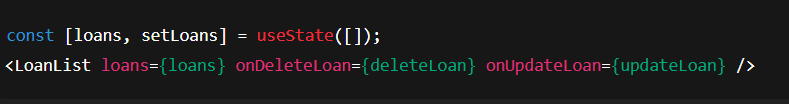 const [loans, setLoans] = useState([]);
<LoanList loans={loans} onDeleteLoan={deleteLoan} onUpdateLoan={updateLoan} />